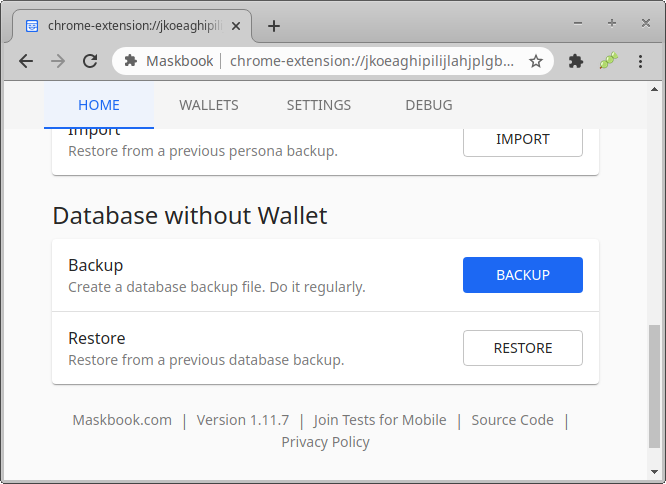 chrome-extension://jkoeaghipili
Maskbook | chrome-extension://jkoeaghipilijlahjplgb...
HOME WALLETS SETTINGS DEBUG
Import
Restore from a previous persona backup.
IMPORT
Database without Wallet
Backup
Create a database backup file. Do it regularly.
BACKUP
Restore
Restore from a previous database backup.
RESTORE
Maskbook.com | Version 1.11.7 | Join Tests for Mobile | Source Code |
Privacy Policy